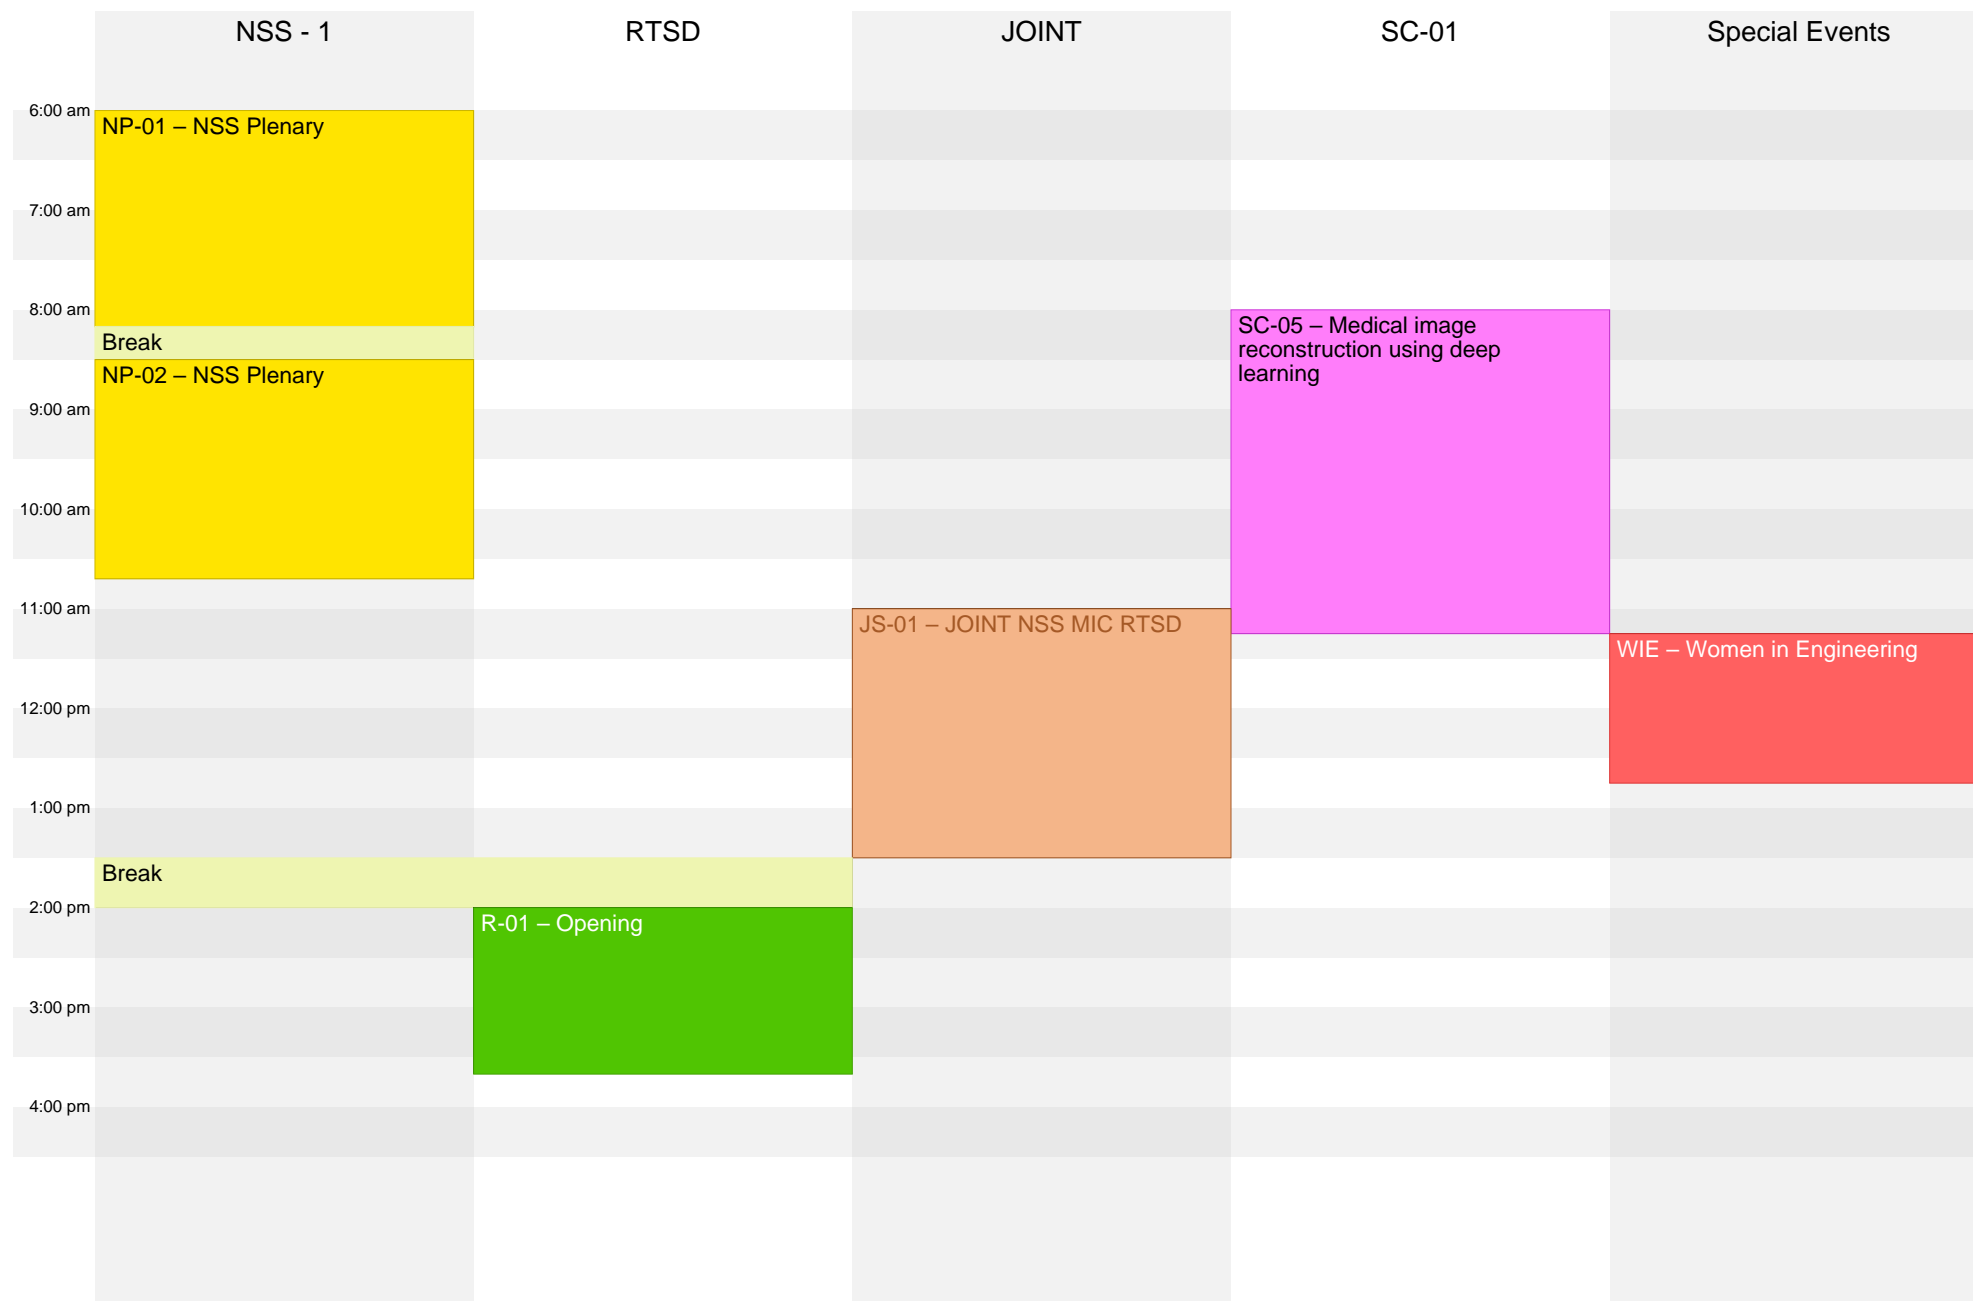 NSS - 1
RTSD
JOINT
SC-01
Special Events
6:00 am
NP-01 – NSS Plenary
7:00 am
8:00 am
Break
SC-05 – Medical image
reconstruction using deep
learning
NP-02 – NSS Plenary
9:00 am
10:00 am
11:00 am
JS-01 – JOINT NSS MIC RTSD
WIE – Women in Engineering
12:00 pm
1:00 pm
Break
2:00 pm
R-01 – Opening
3:00 pm
4:00 pm